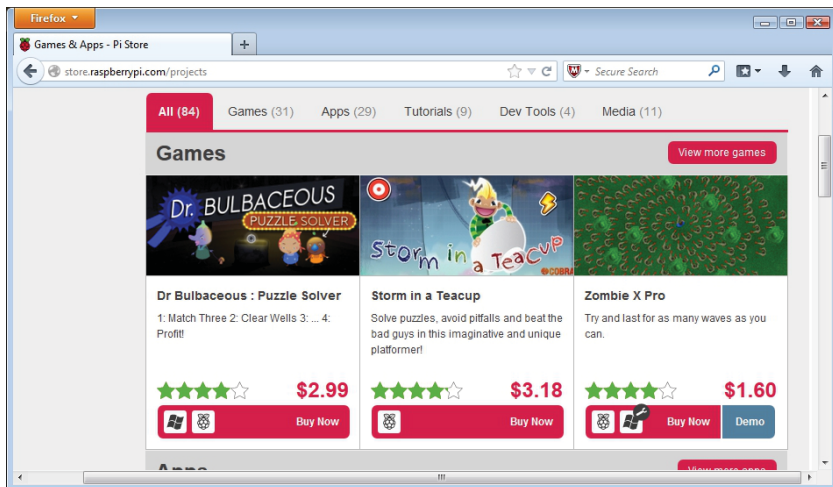 Firefox
Games & Apps - Pi Store
store.raspberrypi.com/projects
Secure Search
All (84) Games (31) Apps (29) Tutorials (9) Dev Tools (4) Media (11)
Games View more games
Dr. BULBACEOUS
PUZZLE SOLVER
Storm in a Teacup
COBRA
Dr Bulbaceous : Puzzle Solver
1: Match Three 2: Clear Wells 3: ... 4:
Profit!
$2.99
Buy Now
Storm in a Teacup
Solve puzzles, avoid pitfalls and beat the
bad guys in this imaginative and unique
platformer!
$3.18
Buy Now
Zombie X Pro
Try and last for as many waves as you
can.
$1.60
Buy Now Demo
Apps View more apps